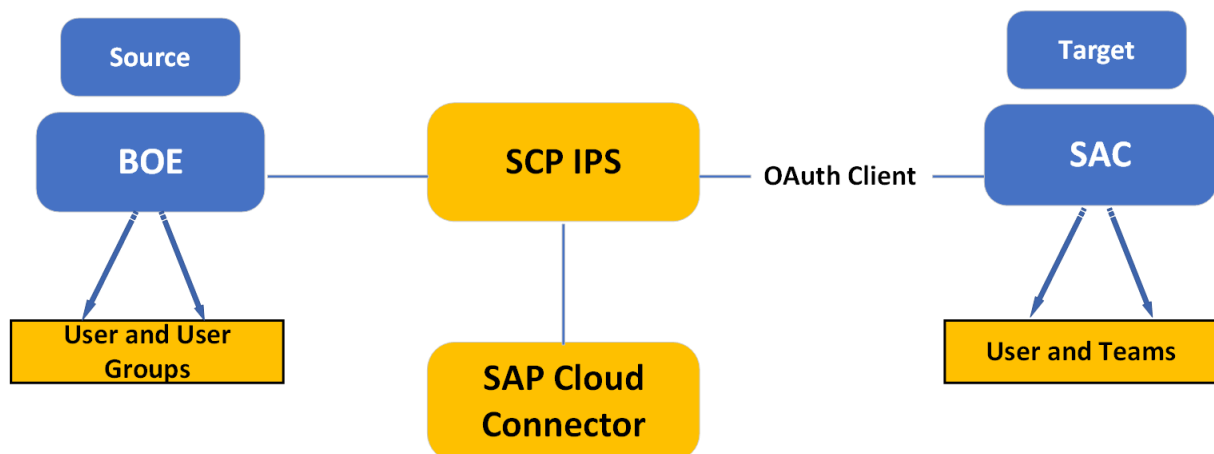 Source
Target
BOE
SCP IPS
SAC
OAuth Client
User and User
Groups
SAP Cloud
Connector
User and Teams